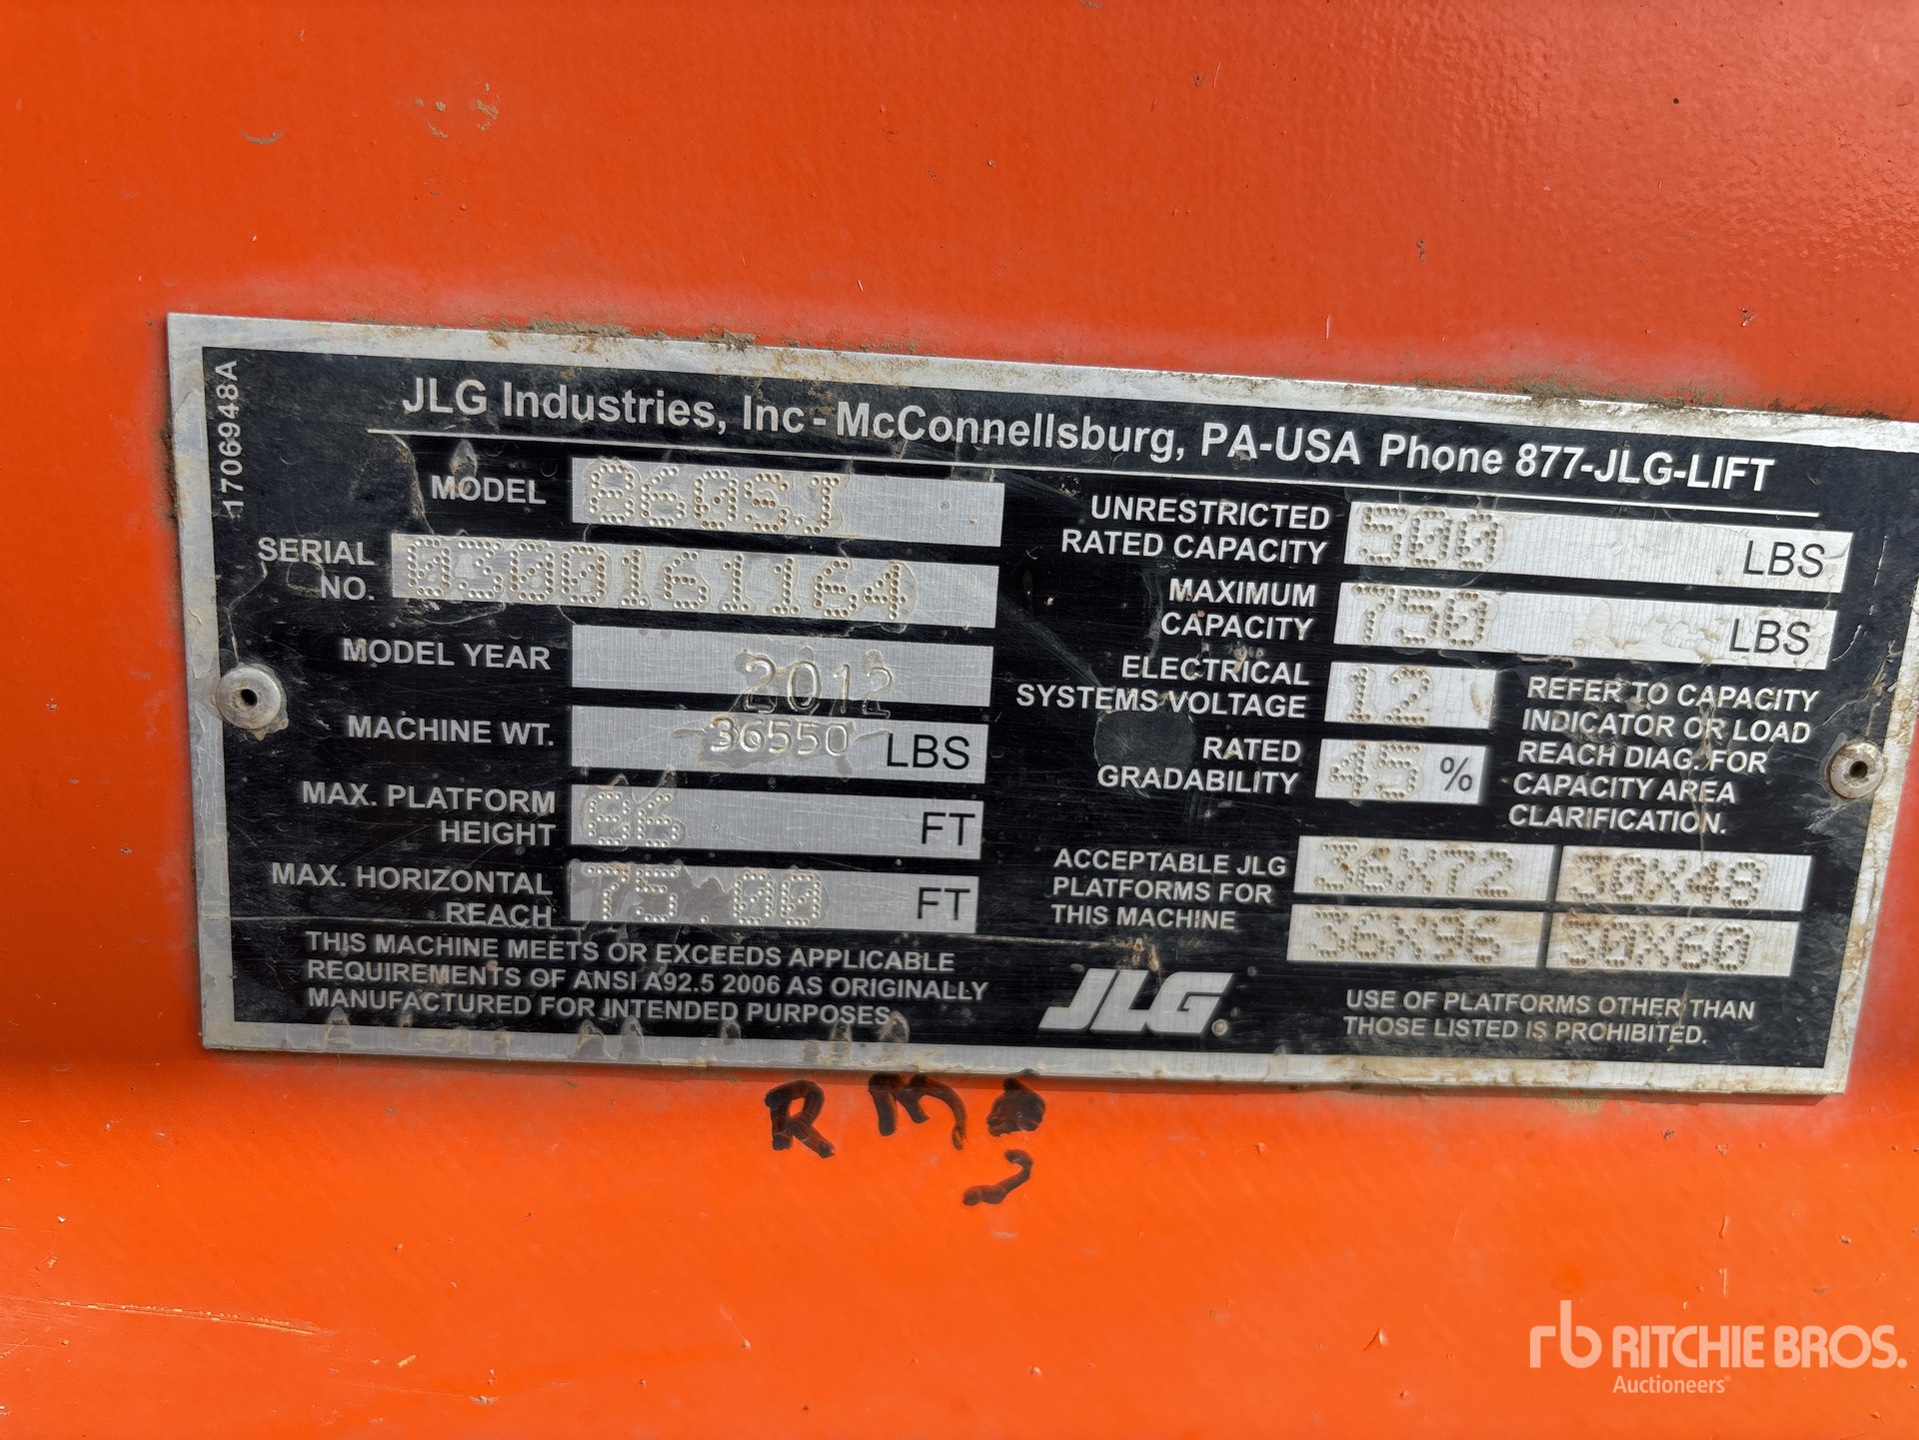 17069948A
JLG Industries, Inc - McConnellsburg, PA-USA Phone 877-JLG-LIFT
MODEL 860SJ
SERIAL
NO. 0300161164
MODEL YEAR 2012
MACHINE WT. 36550 LBS
MAX. PLATFORM
HEIGHT 86 FT
MAX. HORIZONTAL
REACH 75.00 FT
THIS MACHINE MEETS OR EXCEEDS APPLICABLE
REQUIREMENTS OF ANSI A92.5 2006 AS ORIGINALLY
MANUFACTURED FOR INTENDED PURPOSES
UNRESTRICTED
RATED CAPACITY 500 LBS
MAXIMUM
CAPACITY 750 LBS
ELECTRICAL
SYSTEMS VOLTAGE 12
RATED
GRADABILITY 45 %
REFER TO CAPACITY
INDICATOR OR LOAD
REACH DIAG. FOR
CAPACITY AREA
CLARIFICATION.
ACCEPTABLE JLG
PLATFORMS FOR
THIS MACHINE
36X72 30X48
36X96 30X60
JLG®
USE OF PLATFORMS OTHER THAN
THOSE LISTED IS PROHIBITED.
rb RITCHIE BROS.
Auctioneers